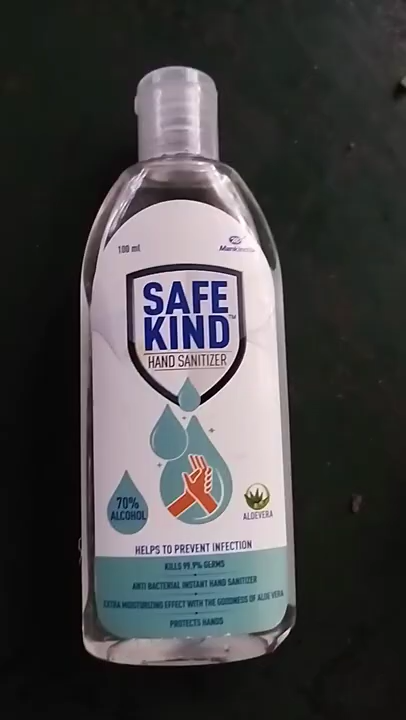 100 ml
Mankind
SAFE
KIND™
HAND SANITIZER
70%
ALCOHOL
ALOEVERA
HELPS TO PREVENT INFECTION
KILLS 99.9% GERMS
ANTI BACTERIAL INSTANT HAND SANITIZER
EXTRA MOISTURIZING EFFECT WITH THE GOODNESS OF ALOE VERA
PROTECTS HANDS